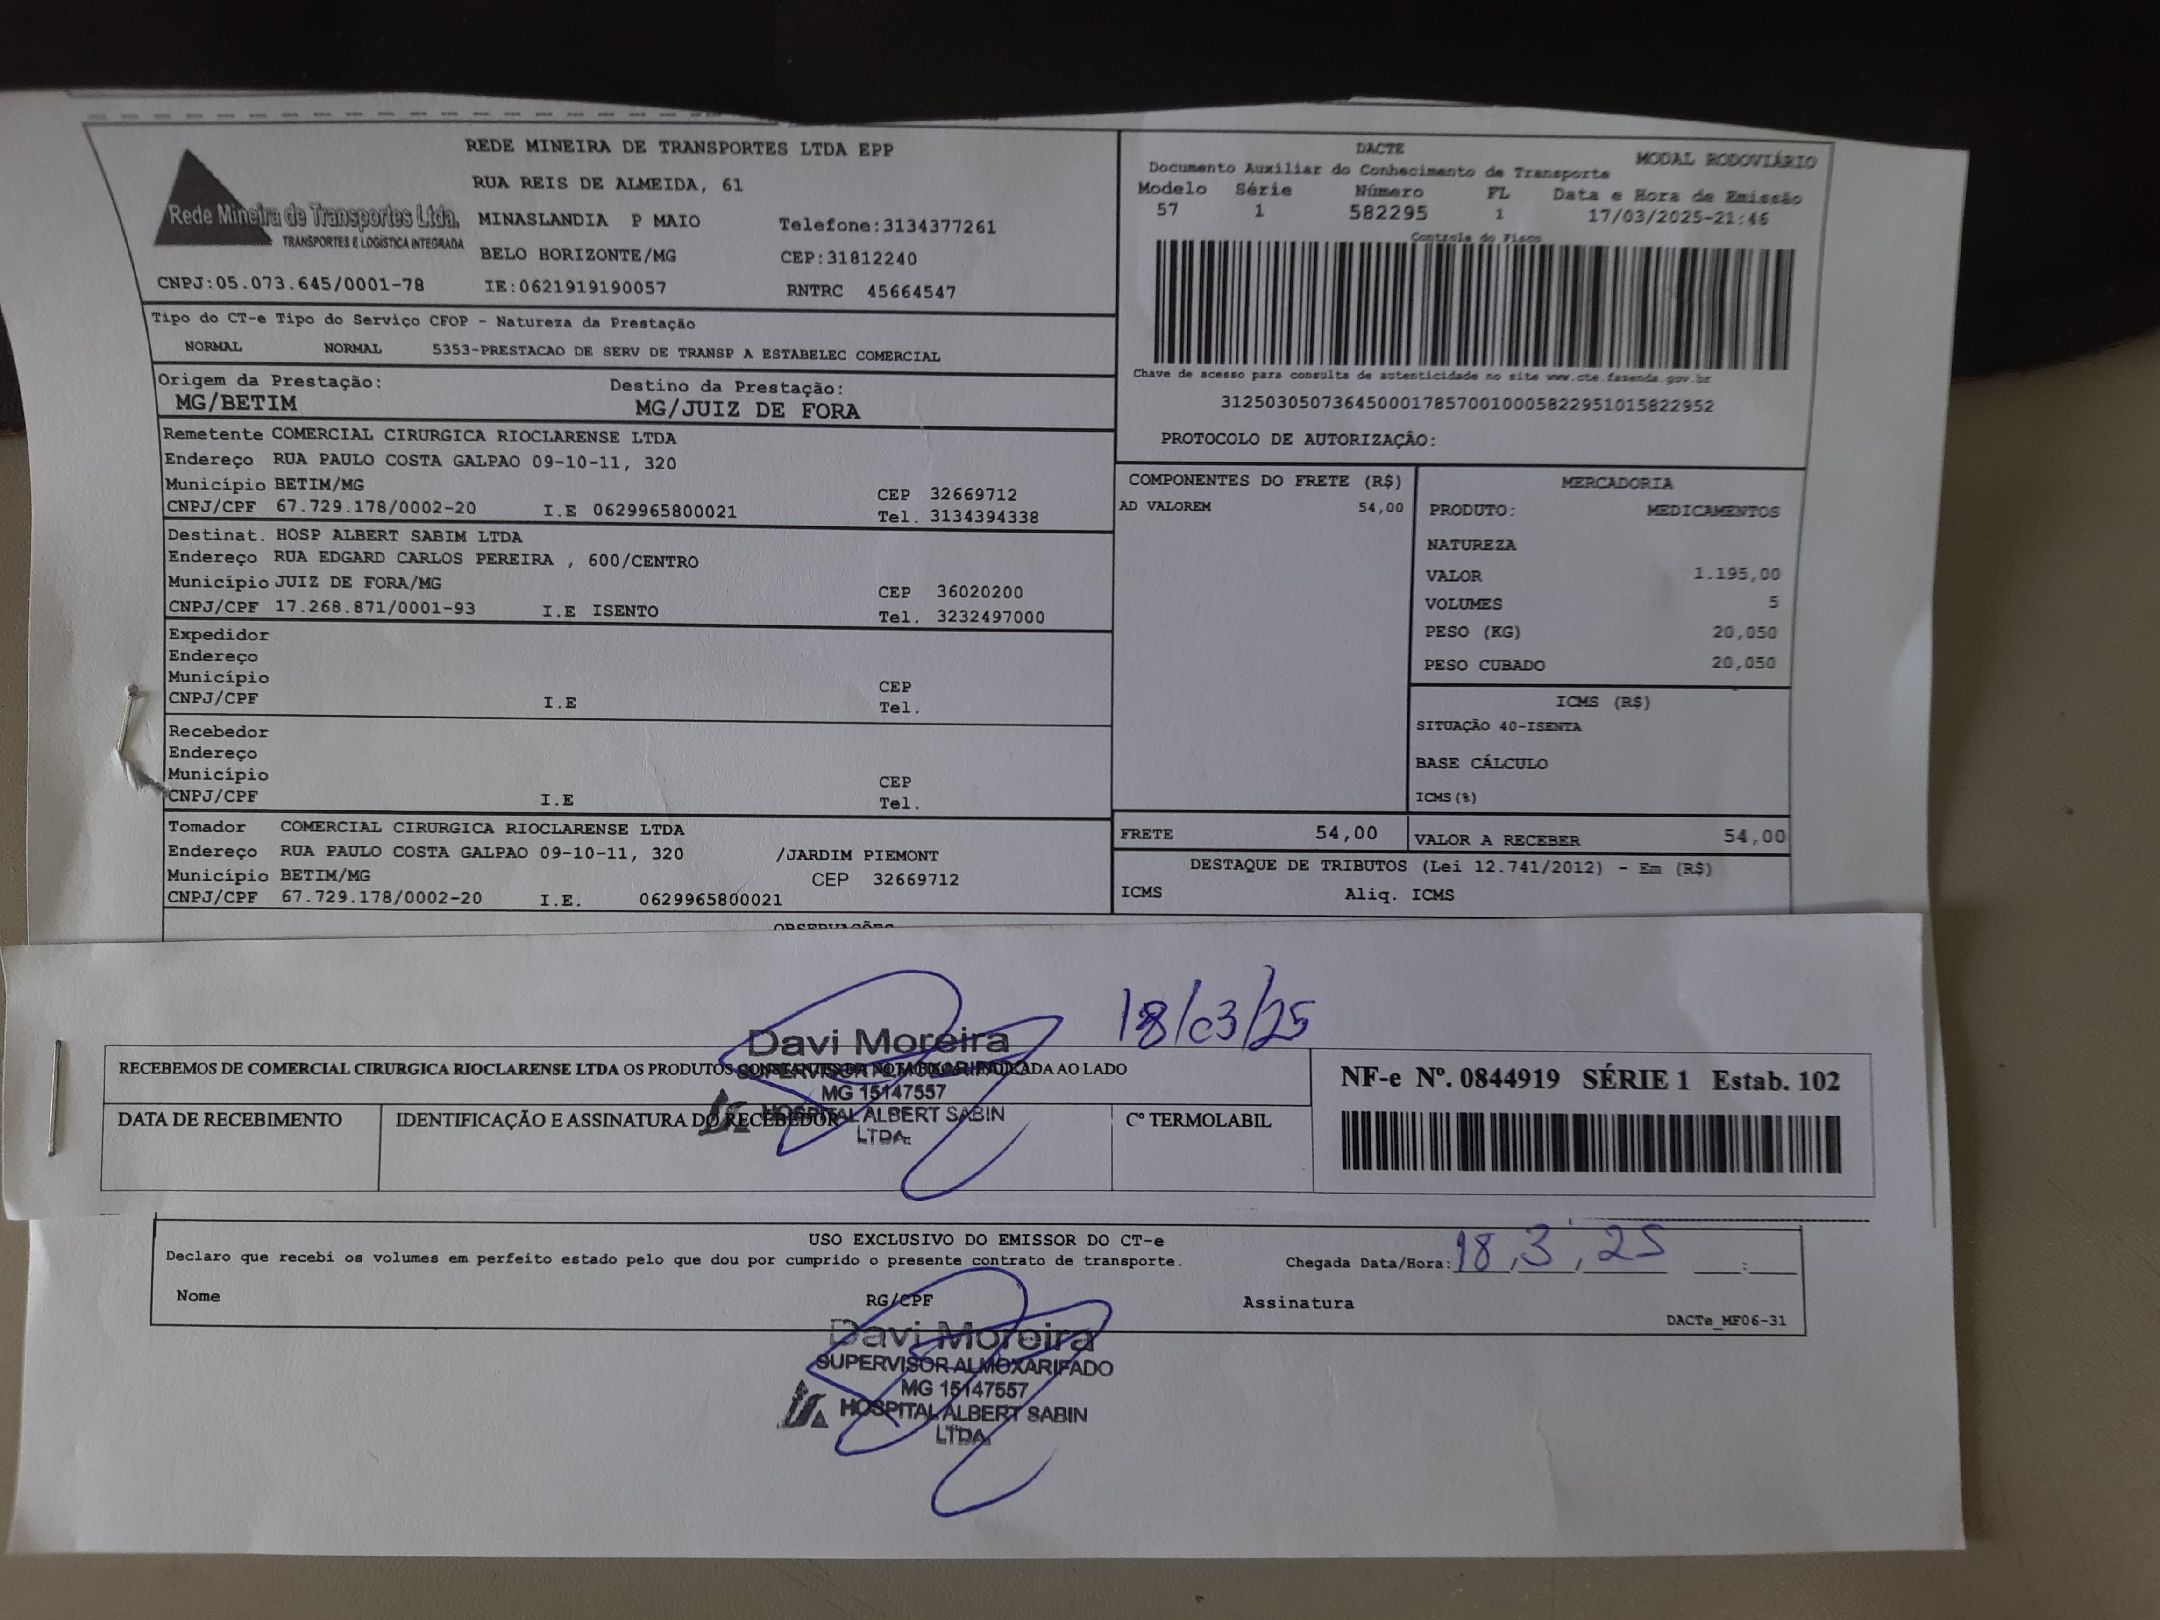 REDE MINEIRA DE TRANSPORTES LTDA EPP
RUA REIS DE ALMEIDA, 61
Rede Mineira de Transportes Ltda.
TRANSPORTES E LOGÍSTICA INTEGRADA
MINASLANDIA P MAIO Telefone:3134377261
BELO HORIZONTE/MG CEP:31812240
CNPJ:05.073.645/0001-78 IE:0621919190057 RNTRC 45664547
Tipo do CT-e Tipo do Serviço CFOP - Natureza da Prestação
NORMAL NORMAL 5353-PRESTACAO DE SERV DE TRANSP A ESTABELEC COMERCIAL
Origem da Prestação: Destino da Prestação:
MG/BETIM MG/JUIZ DE FORA
Remetente COMERCIAL CIRURGICA RIOCLARENSE LTDA
Endereço RUA PAULO COSTA GALPAO 09-10-11, 320
Município BETIM/MG CEP 32669712
CNPJ/CPF 67.729.178/0002-20 I.E 0629965800021 Tel. 3134394338
Destinat. HOSP ALBERT SABIM LTDA
Endereço RUA EDGARD CARLOS PEREIRA , 600/CENTRO
Município JUIZ DE FORA/MG CEP 36020200
CNPJ/CPF 17.268.871/0001-93 I.E ISENTO Tel. 3232497000
Expedidor
Endereço
Município CEP
CNPJ/CPF I.E Tel.
Recebedor
Endereço
Município CEP
CNPJ/CPF I.E Tel.
Tomador COMERCIAL CIRURGICA RIOCLARENSE LTDA
Endereço RUA PAULO COSTA GALPAO 09-10-11, 320 /JARDIM PIEMONT
Município BETIM/MG CEP 32669712
CNPJ/CPF 67.729.178/0002-20 I.E. 0629965800021
OBSERVAÇÕES
DACTE MODAL RODOVIÁRIO
Documento Auxiliar do Conhecimento de Transporte
Modelo Série Número FL Data e Hora de Emissão
57 1 582295 1 17/03/2025-21:46
Controle do Fisco
Chave de acesso para consulta de autenticidade no site www.cte.fazenda.gov.br
31250305073645000178570010005822951015822952
PROTOCOLO DE AUTORIZAÇÃO:
COMPONENTES DO FRETE (R$)
AD VALOREM 54,00
MERCADORIA
PRODUTO: MEDICAMENTOS
NATUREZA
VALOR 1.195,00
VOLUMES 5
PESO (KG) 20,050
PESO CUBADO 20,050
ICMS (R$)
SITUAÇÃO 40-ISENTA
BASE CÁLCULO
ICMS(%)
FRETE 54,00 VALOR A RECEBER 54,00
DESTAQUE DE TRIBUTOS (Lei 12.741/2012) - Em (R$)
ICMS Aliq. ICMS
18/03/25
Davi Moreira
SUPERVISOR ALMOXARIFADO
MG 15147557
HOSPITAL ALBERT SABIN
LTDA.
RECEBEMOS DE COMERCIAL CIRURGICA RIOCLARENSE LTDA OS PRODUTOS CONSTANTES DA NOTA FISCAL INDICADA AO LADO
DATA DE RECEBIMENTO IDENTIFICAÇÃO E ASSINATURA DO RECEBEDOR Cº TERMOLABIL
NF-e Nº. 0844919 SÉRIE 1 Estab. 102
USO EXCLUSIVO DO EMISSOR DO CT-e
Declaro que recebi os volumes em perfeito estado pelo que dou por cumprido o presente contrato de transporte.
Chegada Data/Hora: 18,3,25 :
Nome RG/CPF Assinatura
DACTe_MF06-31
Davi Moreira
SUPERVISOR ALMOXARIFADO
MG 15147557
HOSPITAL ALBERT SABIN
LTDA.